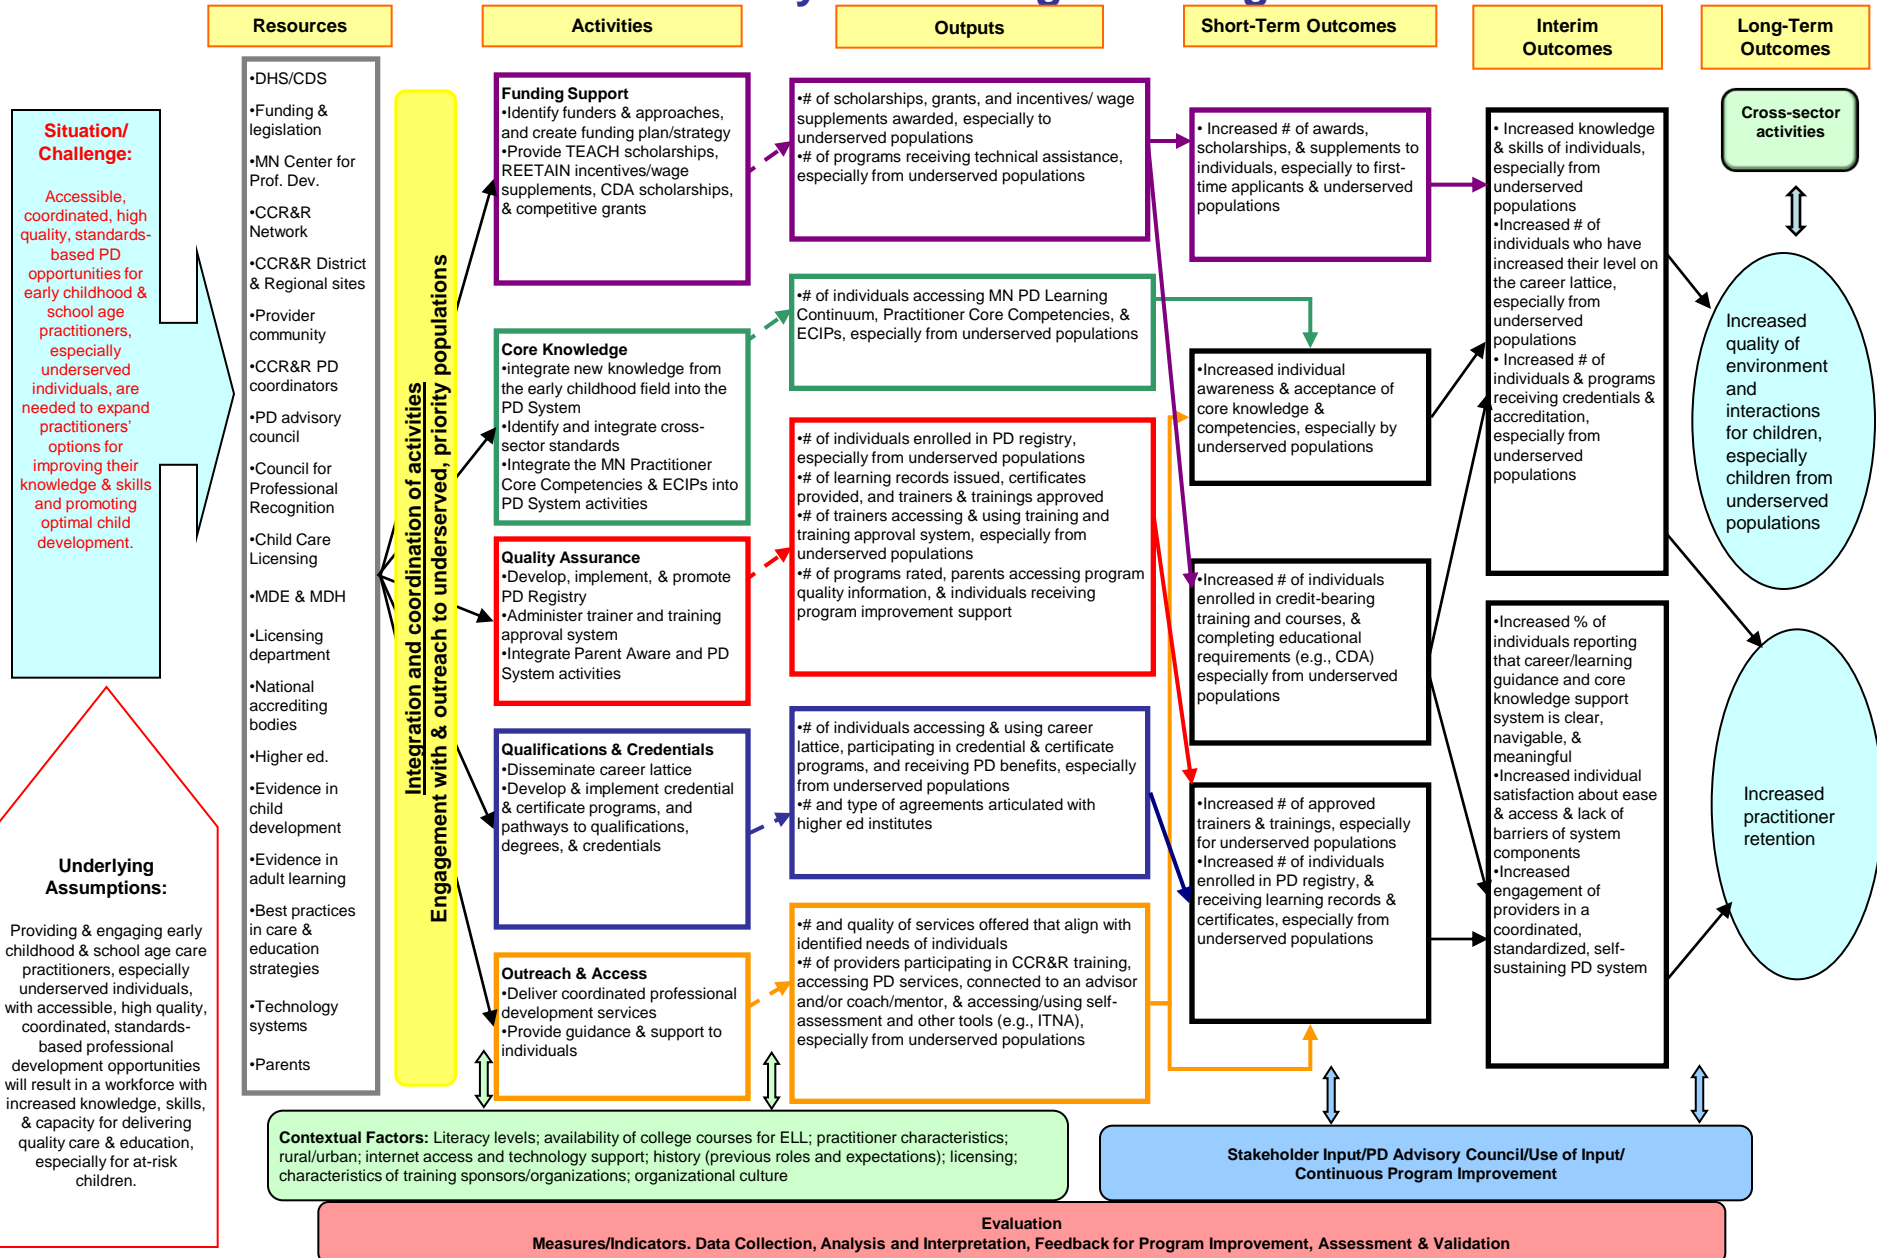 Resources
Activities
Outputs
Short-Term Outcomes
Interim
Outcomes
Long-Term
Outcomes
Situation/
Challenge:
Accessible,
coordinated, high
quality, standards-
based PD
opportunities for
early childhood &
school age
practitioners,
especially
underserved
individuals, are
needed to expand
practitioners’
options for
improving their
knowledge & skills
and promoting
optimal child
development.
Underlying
Assumptions:
Providing & engaging early
childhood & school age care
practitioners, especially
underserved individuals,
with accessible, high quality,
coordinated, standards-
based professional
development opportunities
will result in a workforce with
increased knowledge, skills,
& capacity for delivering
quality care & education,
especially for at-risk
children.
•DHS/CDS
•Funding &
legislation
•MN Center for
Prof. Dev.
•CCR&R
Network
•CCR&R District
& Regional sites
•Provider
community
•CCR&R PD
coordinators
•PD advisory
council
•Council for
Professional
Recognition
•Child Care
Licensing
•MDE & MDH
•Licensing
department
•National
accrediting
bodies
•Higher ed.
•Evidence in
child
development
•Evidence in
adult learning
•Best practices
in care &
education
strategies
•Technology
systems
•Parents
Integration and coordination of activities
Engagement with & outreach to underserved, priority populations
Funding Support
•Identify funders & approaches,
and create funding plan/strategy
•Provide TEACH scholarships,
REETAIN incentives/wage
supplements, CDA scholarships,
& competitive grants
Core Knowledge
•integrate new knowledge from
the early childhood field into the
PD System
•Identify and integrate cross-
sector standards
•Integrate the MN Practitioner
Core Competencies & ECIPs into
PD System activities
Quality Assurance
•Develop, implement, & promote
PD Registry
•Administer trainer and training
approval system
•Integrate Parent Aware and PD
System activities
Qualifications & Credentials
•Disseminate career lattice
•Develop & implement credential
& certificate programs, and
pathways to qualifications,
degrees, & credentials
Outreach & Access
•Deliver coordinated professional
development services
•Provide guidance & support to
individuals
•# of scholarships, grants, and incentives/ wage
supplements awarded, especially to
underserved populations
•# of programs receiving technical assistance,
especially from underserved populations
•# of individuals accessing MN PD Learning
Continuum, Practitioner Core Competencies, &
ECIPs, especially from underserved populations
•# of individuals enrolled in PD registry,
especially from underserved populations
•# of learning records issued, certificates
provided, and trainers & trainings approved
•# of trainers accessing & using training and
training approval system, especially from
underserved populations
•# of programs rated, parents accessing program
quality information, & individuals receiving
program improvement support
•# of individuals accessing & using career
lattice, participating in credential & certificate
programs, and receiving PD benefits, especially
from underserved populations
•# and type of agreements articulated with
higher ed institutes
•# and quality of services offered that align with
identified needs of individuals
•# of providers participating in CCR&R training,
accessing PD services, connected to an advisor
and/or coach/mentor, & accessing/using self-
assessment and other tools (e.g., ITNA),
especially from underserved populations
• Increased # of awards,
scholarships, & supplements to
individuals, especially to first-
time applicants & underserved
populations
•Increased individual
awareness & acceptance of
core knowledge &
competencies, especially by
underserved populations
•Increased # of individuals
enrolled in credit-bearing
training and courses, &
completing educational
requirements (e.g., CDA)
especially from underserved
populations
•Increased # of approved
trainers & trainings, especially
for underserved populations
•Increased # of individuals
enrolled in PD registry, &
receiving learning records &
certificates, especially from
underserved populations
• Increased knowledge
& skills of individuals,
especially from
underserved
populations
•Increased # of
individuals who have
increased their level on
the career lattice,
especially from
underserved
populations
• Increased # of
individuals & programs
receiving credentials &
accreditation,
especially from
underserved
populations
•Increased % of
individuals reporting
that career/learning
guidance and core
knowledge support
system is clear,
navigable, &
meaningful
•Increased individual
satisfaction about ease
& access & lack of
barriers of system
components
•Increased
engagement of
providers in a
coordinated,
standardized, self-
sustaining PD system
Cross-sector
activities
Increased
quality of
environment
and
interactions
for children,
especially
children from
underserved
populations
Increased
practitioner
retention
Contextual Factors: Literacy levels; availability of college courses for ELL; practitioner characteristics;
rural/urban; internet access and technology support; history (previous roles and expectations); licensing;
characteristics of training sponsors/organizations; organizational culture
Stakeholder Input/PD Advisory Council/Use of Input/
Continuous Program Improvement
Evaluation
Measures/Indicators. Data Collection, Analysis and Interpretation, Feedback for Program Improvement, Assessment & Validation